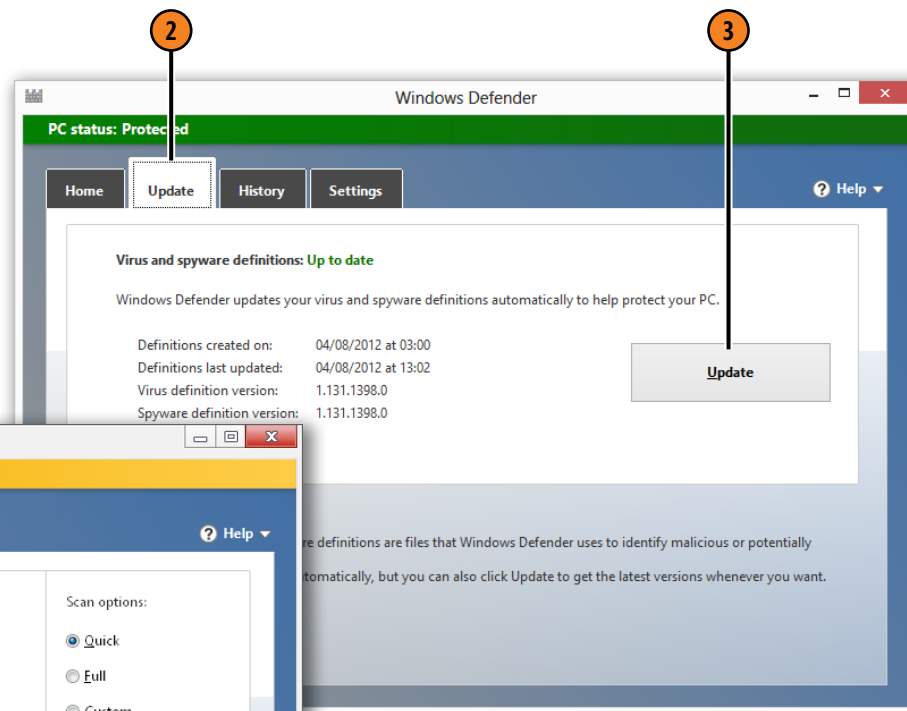 2
3
Windows Defender
PC status: Protected
Home
Update
History
Settings
Help
Virus and spyware definitions: Up to date
Windows Defender updates your virus and spyware definitions automatically to help protect your PC.
Definitions created on: 04/08/2012 at 03:00
Definitions last updated: 04/08/2012 at 13:02
Virus definition version: 1.131.1398.0
Spyware definition version: 1.131.1398.0
Update
definitions are files that Windows Defender uses to identify malicious or potentially
but you can also click Update to get the latest versions whenever you want.
Help
Scan options:
Quick
Full
Custom